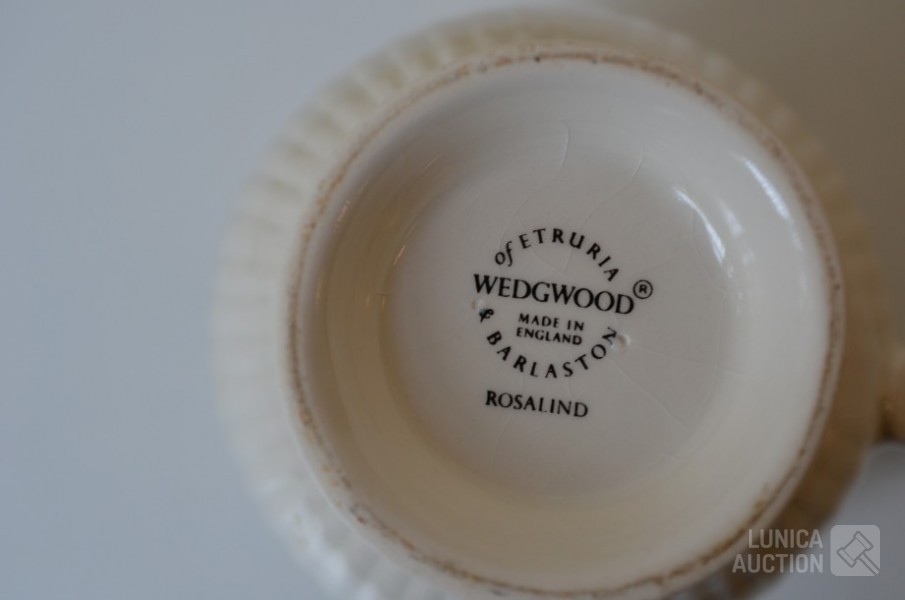 of ETRURIA
WEDGWOOD®
MADE IN
ENGLAND
& BARLASTON
ROSALIND
LUNICA
AUCTION